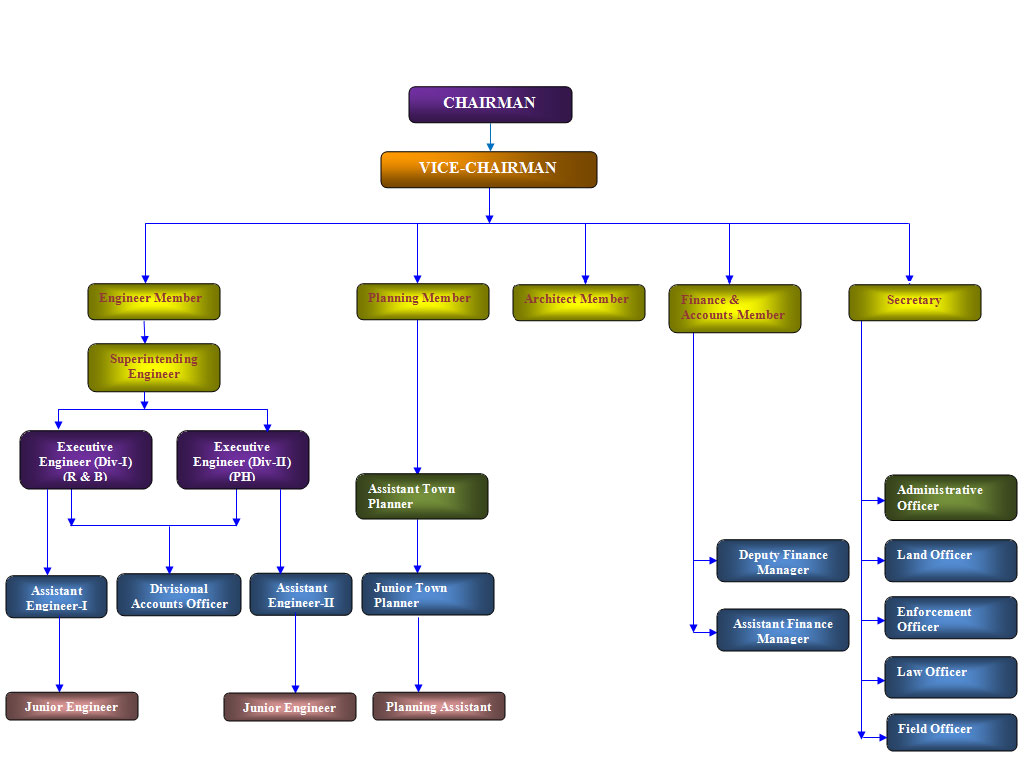 CHAIRMAN
VICE-CHAIRMAN
Engineer Member
Planning Member
Architect Member
Finance &
Accounts Member
Secretary
Superintending
Engineer
Executive
Engineer (Div-I)
(R & B)
Executive
Engineer (Div-II)
(PH)
Assistant Town
Planner
Administrative
Officer
Deputy Finance
Manager
Land Officer
Assistant
Engineer-I
Divisional
Accounts Officer
Assistant
Engineer-II
Junior Town
Planner
Assistant Finance
Manager
Enforcement
Officer
Law Officer
Junior Engineer
Junior Engineer
Planning Assistant
Field Officer